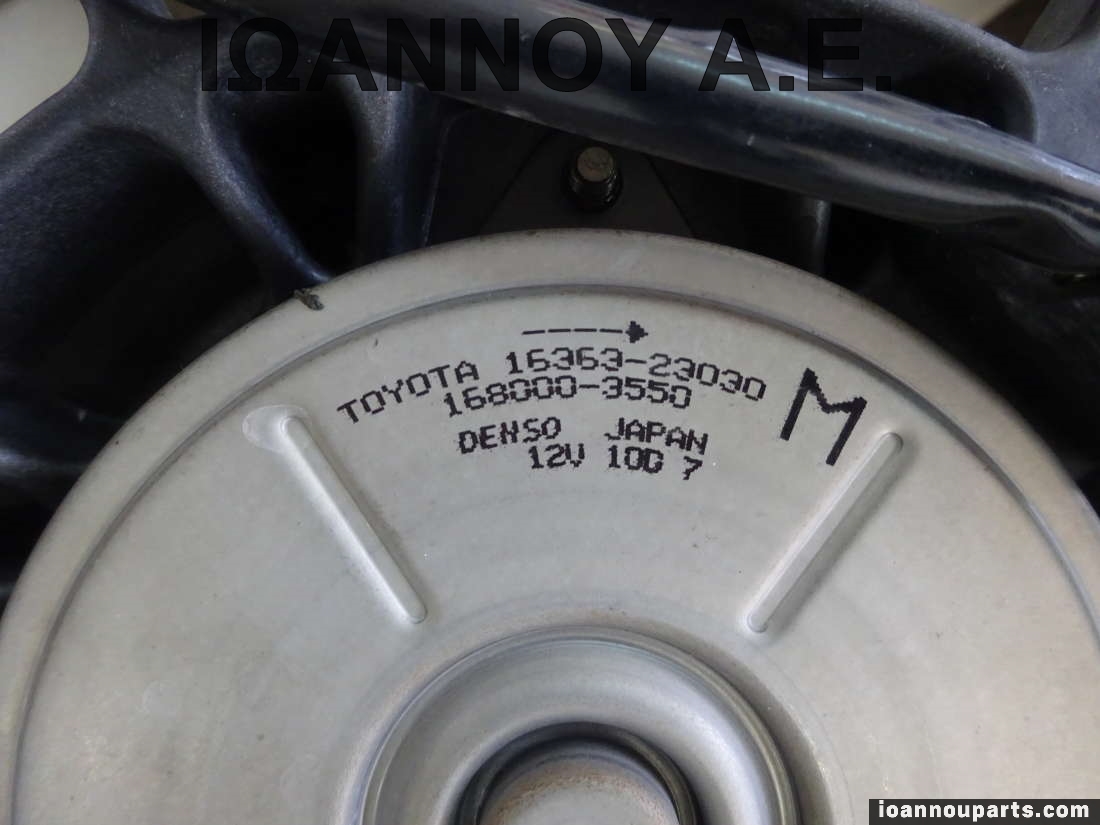 ΙΩΑΝΝΟΥ Α.Ε.
TOYOTA 16363-23030
168000-3550
DENSO JAPAN
12V 10D 7
M
ioannouparts.com